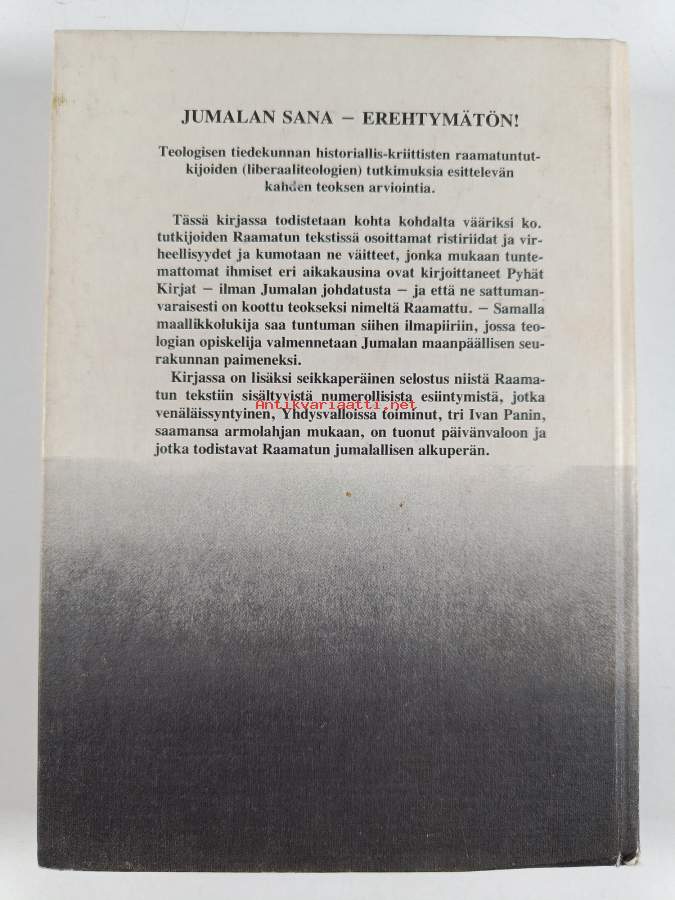 JUMALAN SANA – EREHTYMÄTÖN!
Teologisen tiedekunnan historiallis-kriittisten raamatuntut-
kijoiden (liberaaliteologien) tutkimuksia esittelevän
kahden teoksen arviointia.
Tässä kirjassa todistetaan kohta kohdalta vääriksi ko.
tutkijoiden Raamatun tekstissä osoittamat ristiriidat ja vir-
heellisyydet ja kumotaan ne väitteet, jonka mukaan tunte-
mattomat ihmiset eri aikakausina ovat kirjoittaneet Pyhät
Kirjat – ilman Jumalan johdatusta – ja että ne sattuman-
varaisesti on koottu teokseksi nimeltä Raamattu. – Samalla
maallikkolukija saa tuntuman siihen ilmapiiriin, jossa teo-
logian opiskelija valmennetaan Jumalan maanpäällisen seu-
rakunnan paimeneksi.
Kirjassa on lisäksi seikkaperäinen selostus niistä Raama-
tun tekstiin sisältyvistä numerollisista esiintymistä, jotka
Antikvariaatti.net
venäläissyntyinen, Yhdysvalloissa toiminut, tri Ivan Panin,
saamansa armolahjan mukaan, on tuonut päivänvaloon ja
jotka todistavat Raamatun jumalallisen alkuperän.